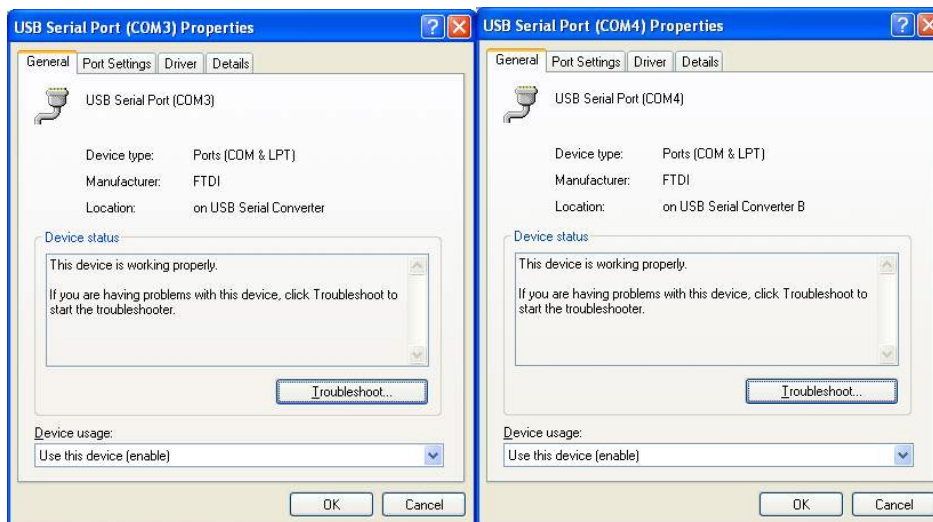 USB Serial Port (COM3) Properties
General Port Settings Driver Details
USB Serial Port (COM3)
Device type: Ports (COM & LPT)
Manufacturer: FTDI
Location: on USB Serial Converter
Device status
This device is working properly.
If you are having problems with this device, click Troubleshoot to
start the troubleshooter.
Troubleshoot...
Device usage:
Use this device (enable)
OK Cancel
USB Serial Port (COM4) Properties
General Port Settings Driver Details
USB Serial Port (COM4)
Device type: Ports (COM & LPT)
Manufacturer: FTDI
Location: on USB Serial Converter B
Device status
This device is working properly.
If you are having problems with this device, click Troubleshoot to
start the troubleshooter.
Troubleshoot...
Device usage:
Use this device (enable)
OK Cancel